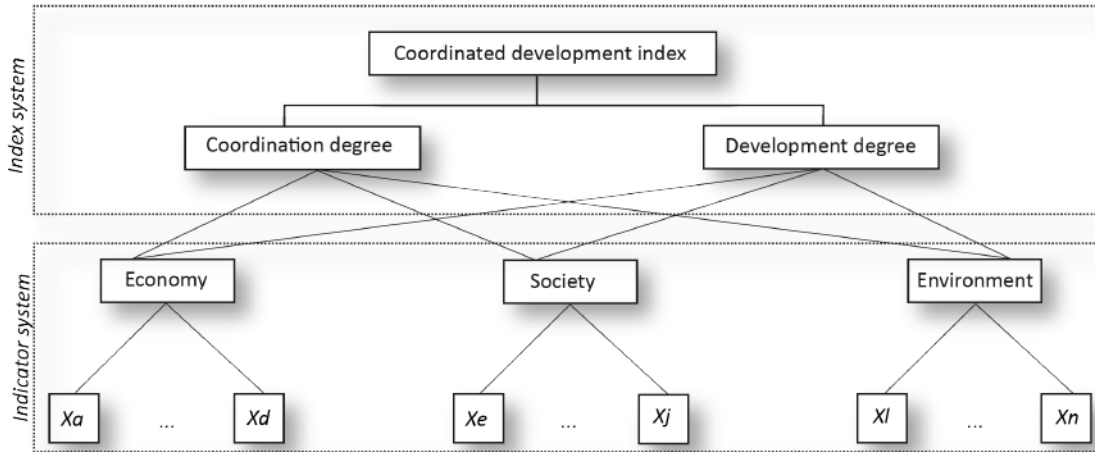 Index system
Coordinated development index
Coordination degree
Development degree
Indicator system
Economy
Society
Environment
Xa ... Xd
Xe ... Xj
Xl ... Xn